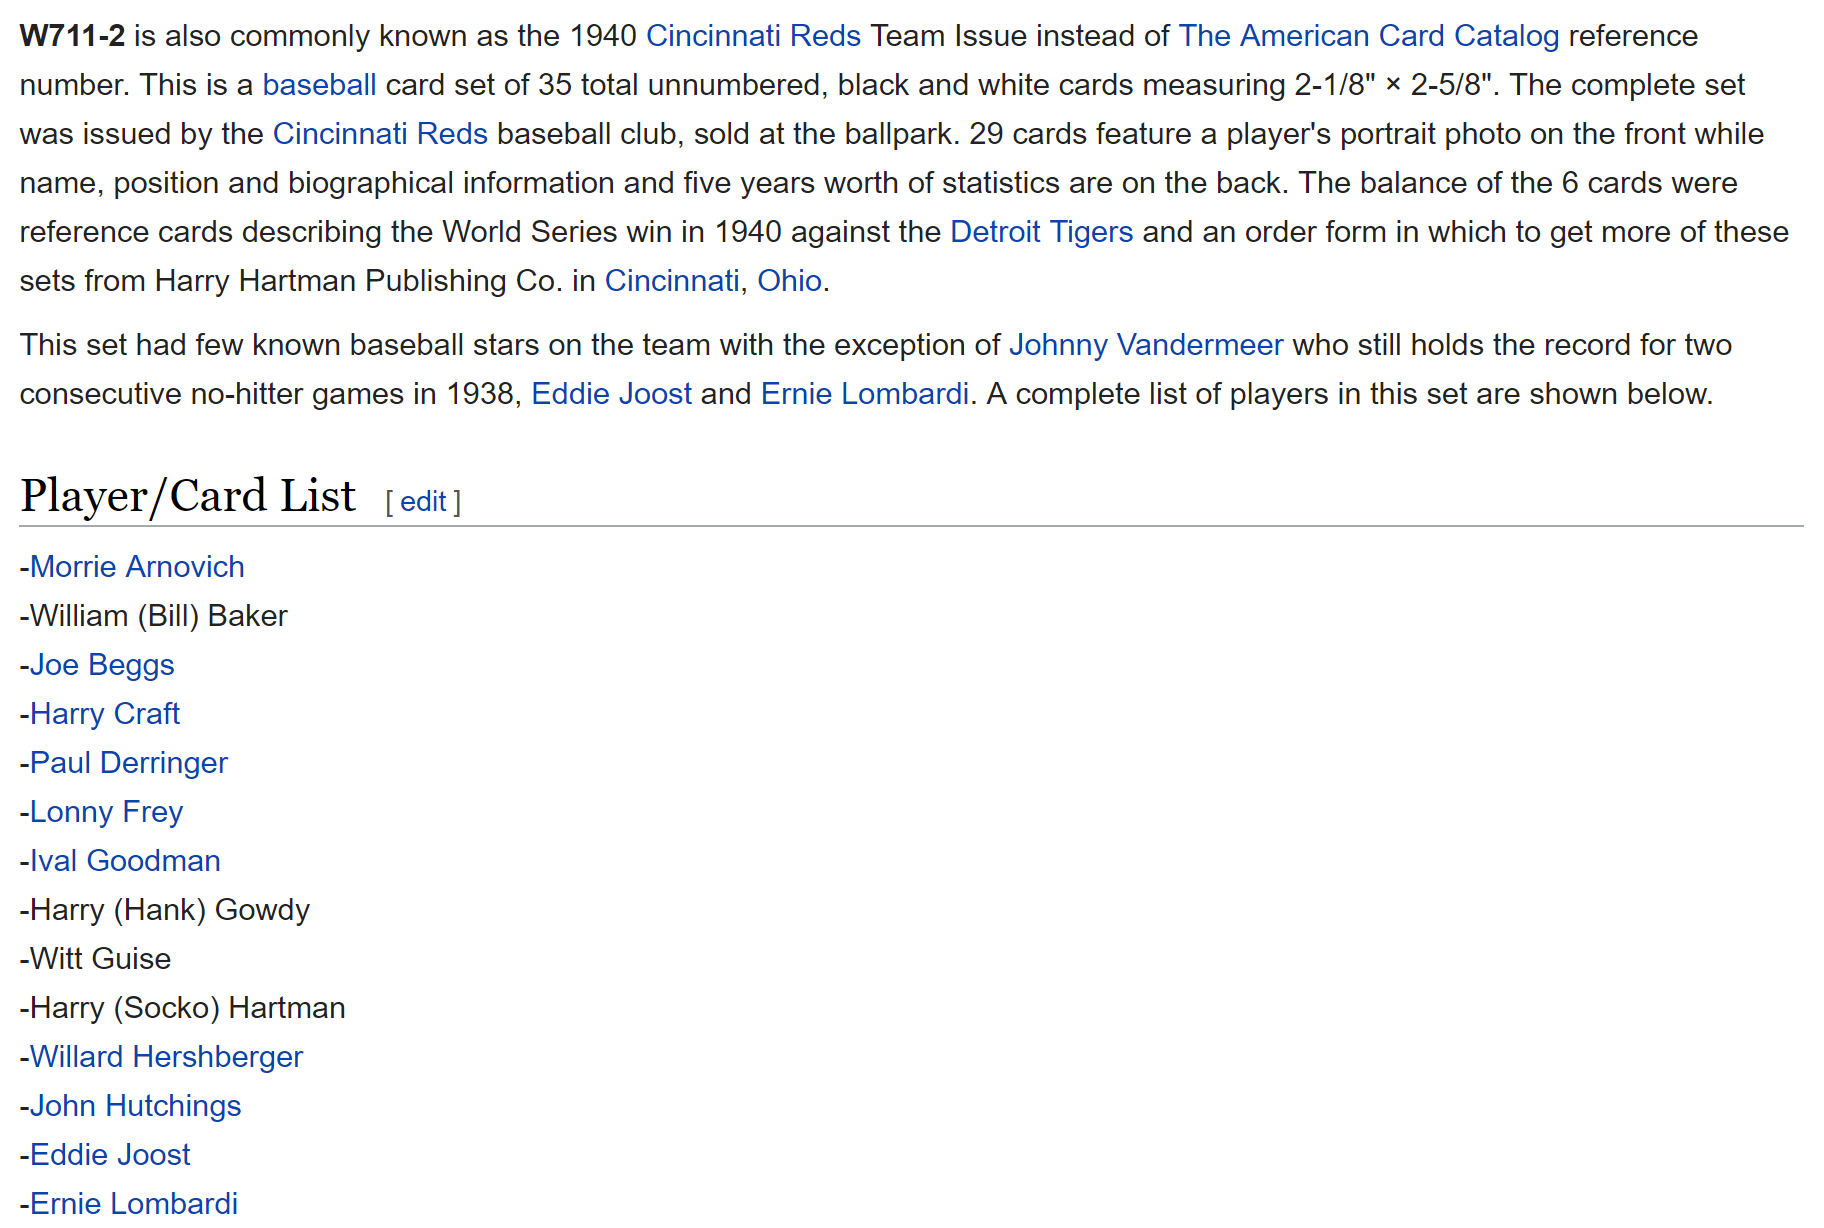 W711-2 is also commonly known as the 1940 Cincinnati Reds Team Issue instead of The American Card Catalog reference
number. This is a baseball card set of 35 total unnumbered, black and white cards measuring 2-1/8" × 2-5/8". The complete set
was issued by the Cincinnati Reds baseball club, sold at the ballpark. 29 cards feature a player's portrait photo on the front while
name, position and biographical information and five years worth of statistics are on the back. The balance of the 6 cards were
reference cards describing the World Series win in 1940 against the Detroit Tigers and an order form in which to get more of these
sets from Harry Hartman Publishing Co. in Cincinnati, Ohio.
This set had few known baseball stars on the team with the exception of Johnny Vandermeer who still holds the record for two
consecutive no-hitter games in 1938, Eddie Joost and Ernie Lombardi. A complete list of players in this set are shown below.
Player/Card List [ edit ]
-Morrie Arnovich
-William (Bill) Baker
-Joe Beggs
-Harry Craft
-Paul Derringer
-Lonny Frey
-Ival Goodman
-Harry (Hank) Gowdy
-Witt Guise
-Harry (Socko) Hartman
-Willard Hershberger
-John Hutchings
-Eddie Joost
-Ernie Lombardi